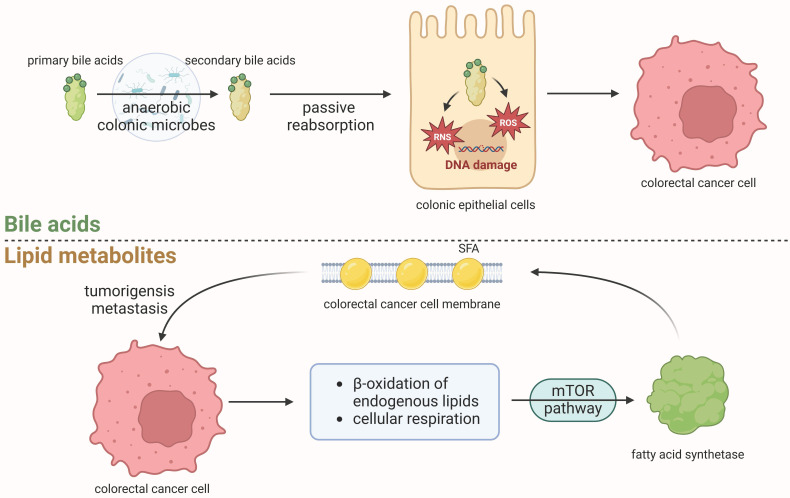 primary bile acids
secondary bile acids
anaerobic
colonic microbes
passive
reabsorption
RNS
ROS
DNA damage
colonic epithelial cells
colorectal cancer cell
Bile acids
Lipid metabolites
SFA
colorectal cancer cell membrane
tumorigensis
metastasis
• β-oxidation of
endogenous lipids
• cellular respiration
mTOR
pathway
fatty acid synthetase
colorectal cancer cell